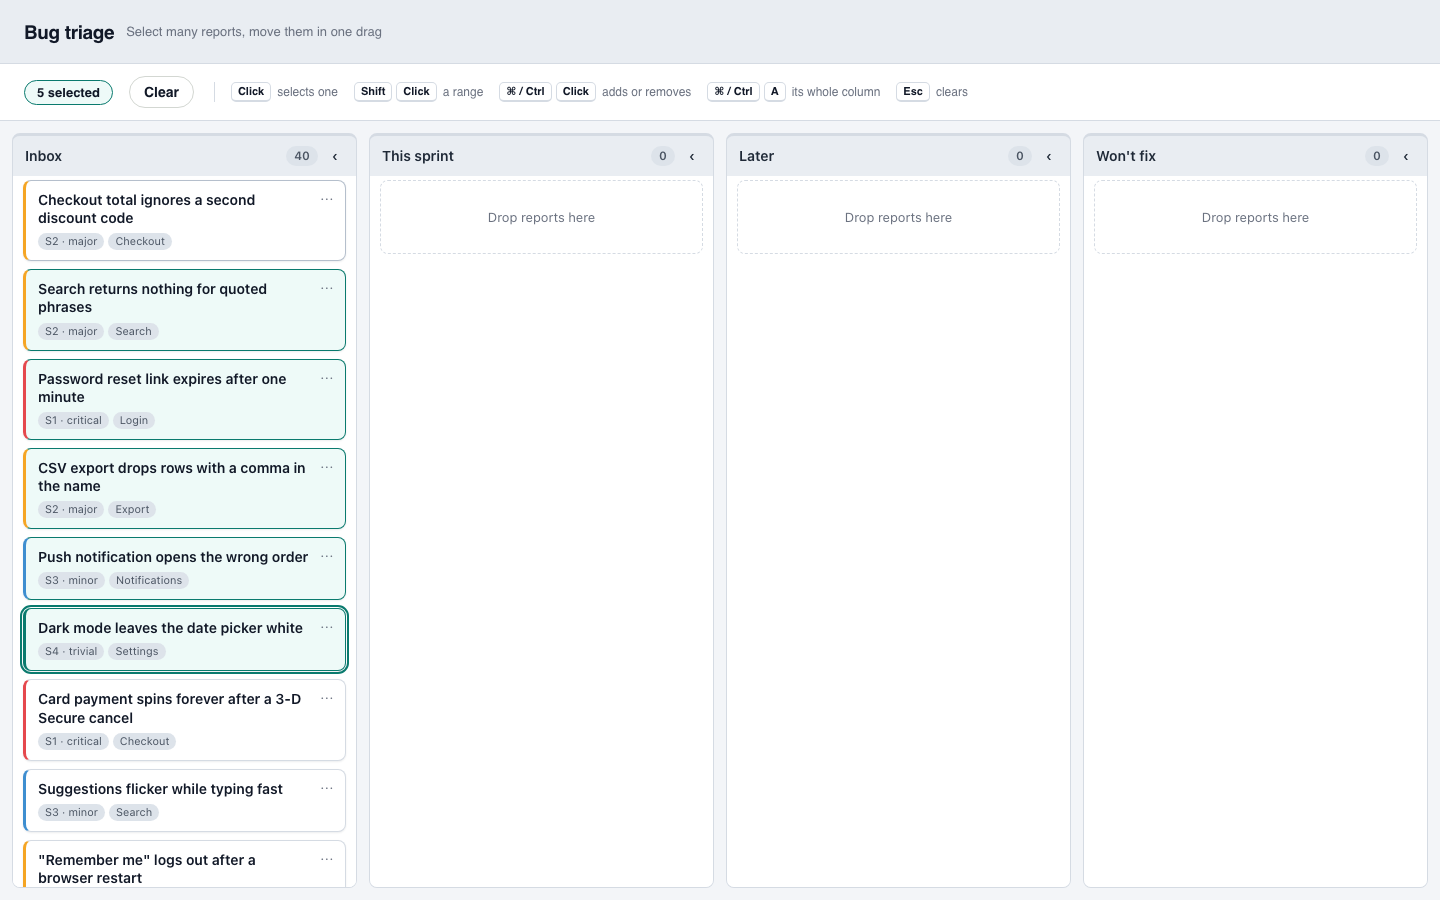 Bug triage Select many reports, move them in one drag
5 selected Clear Click selects one Shift Click a range ⌘ / Ctrl Click adds or removes ⌘ / Ctrl A its whole column Esc clears
Inbox 40 ‹
Checkout total ignores a second ···
discount code
S2 · major Checkout
Search returns nothing for quoted ···
phrases
S2 · major Search
Password reset link expires after one ···
minute
S1 · critical Login
CSV export drops rows with a comma in ···
the name
S2 · major Export
Push notification opens the wrong order ···
S3 · minor Notifications
Dark mode leaves the date picker white ···
S4 · trivial Settings
Card payment spins forever after a 3-D ···
Secure cancel
S1 · critical Checkout
Suggestions flicker while typing fast ···
S3 · minor Search
"Remember me" logs out after a ···
browser restart
This sprint 0 ‹
Drop reports here
Later 0 ‹
Drop reports here
Won't fix 0 ‹
Drop reports here